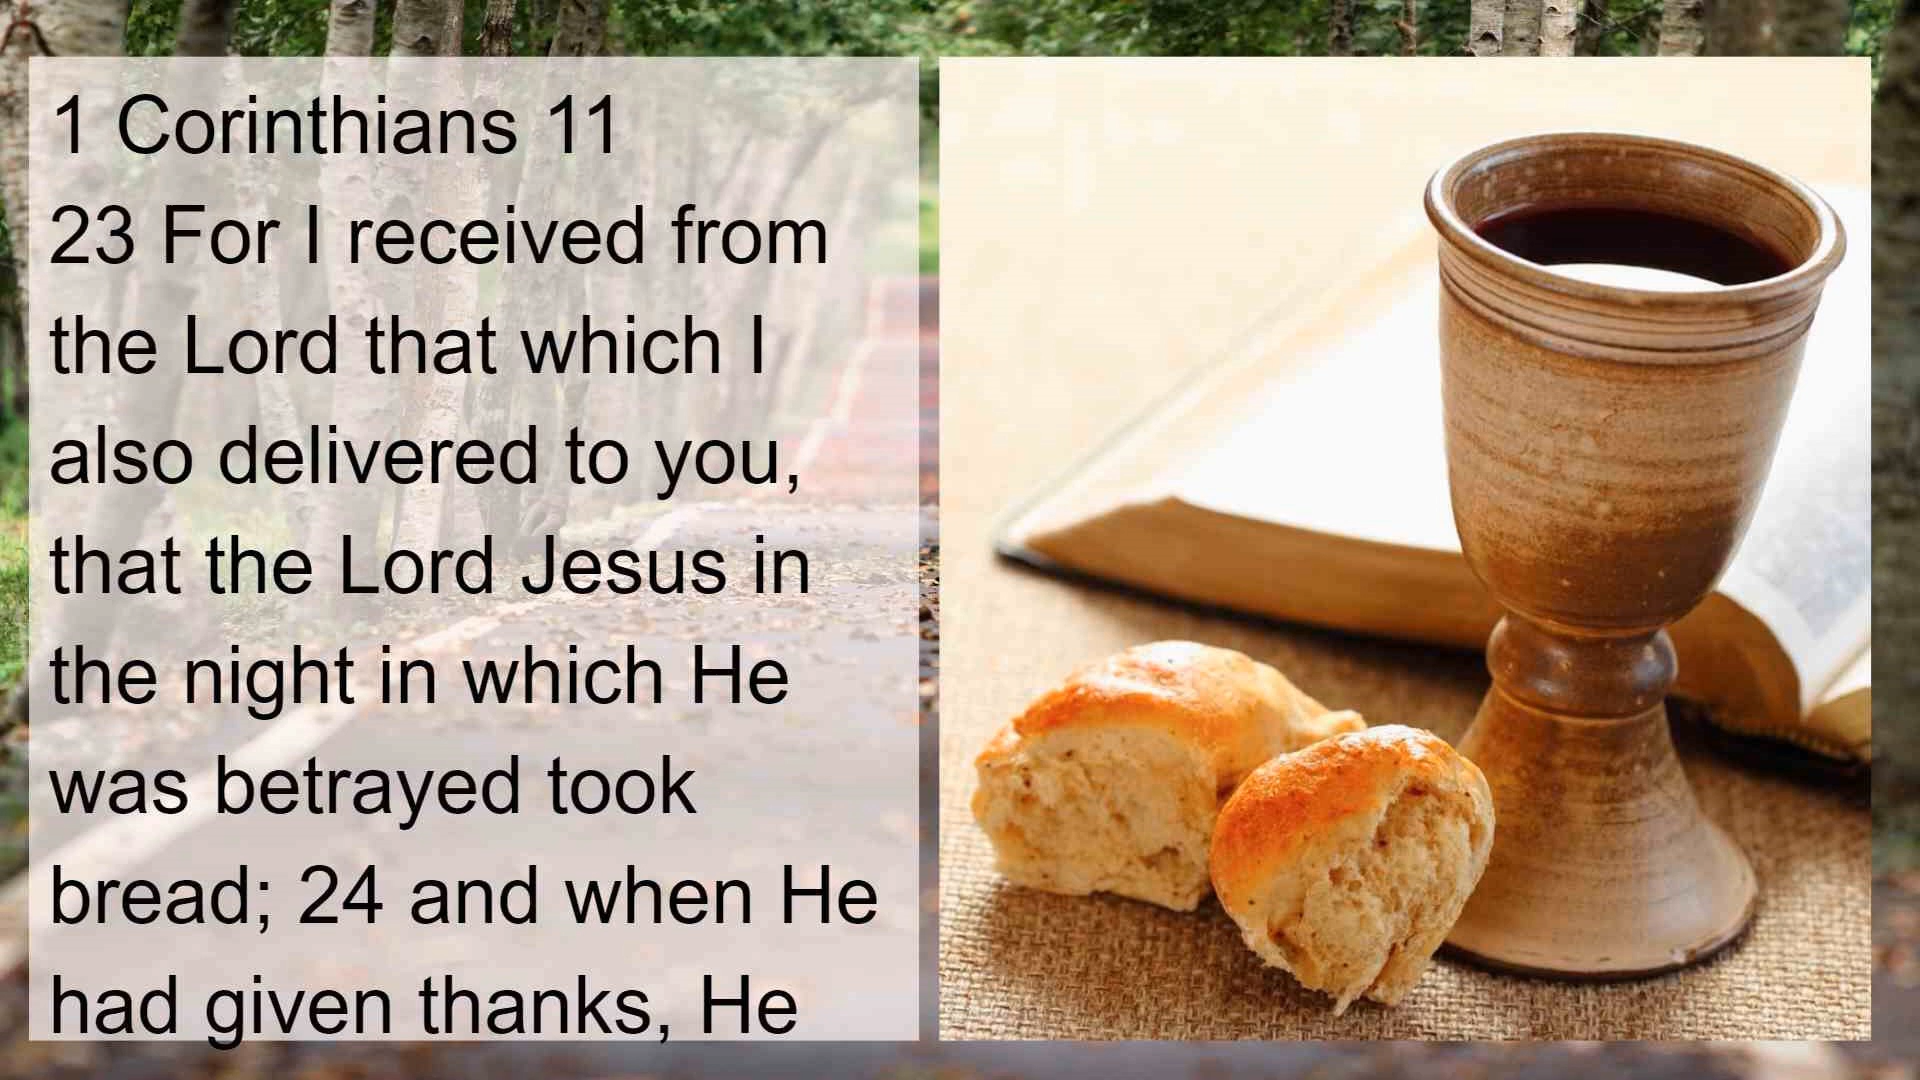 1 Corinthians 11
23 For I received from
the Lord that which I
also delivered to you,
that the Lord Jesus in
the night in which He
was betrayed took
bread; 24 and when He
had given thanks, He